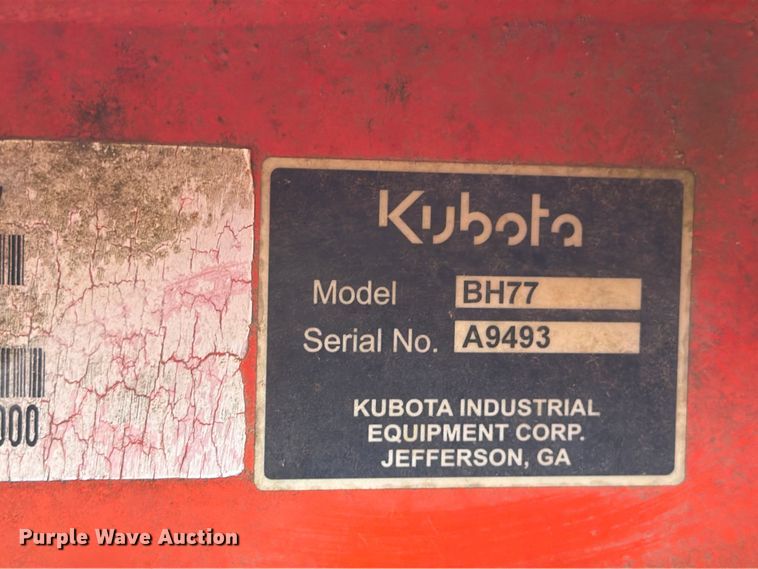 Kubota
Model BH77
Serial No. A9493
KUBOTA INDUSTRIAL
EQUIPMENT CORP.
JEFFERSON, GA
000
Purple Wave Auction